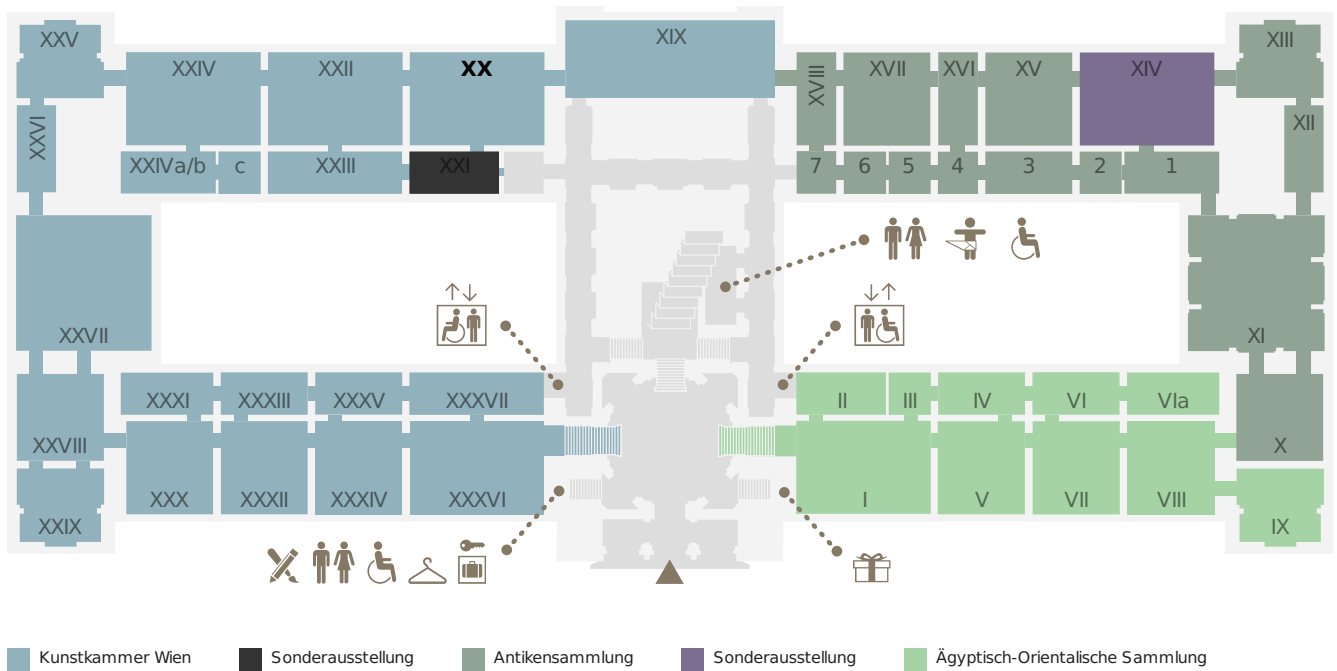 XXV
XXIV
XXII
XX
XIX
XVIII
XVII
XVI
XV
XIV
XIII
XXVI
XII
XXIVa/b
c
XXIII
XXI
7
6
5
4
3
2
1
XXVII
XI
XXXI
XXXIII
XXXV
XXXVII
II
III
IV
VI
VIa
XXVIII
X
XXX
XXXII
XXXIV
XXXVI
I
V
VII
VIII
XXIX
IX
Kunstkammer Wien
Sonderausstellung
Antikensammlung
Sonderausstellung
Ägyptisch-Orientalische Sammlung